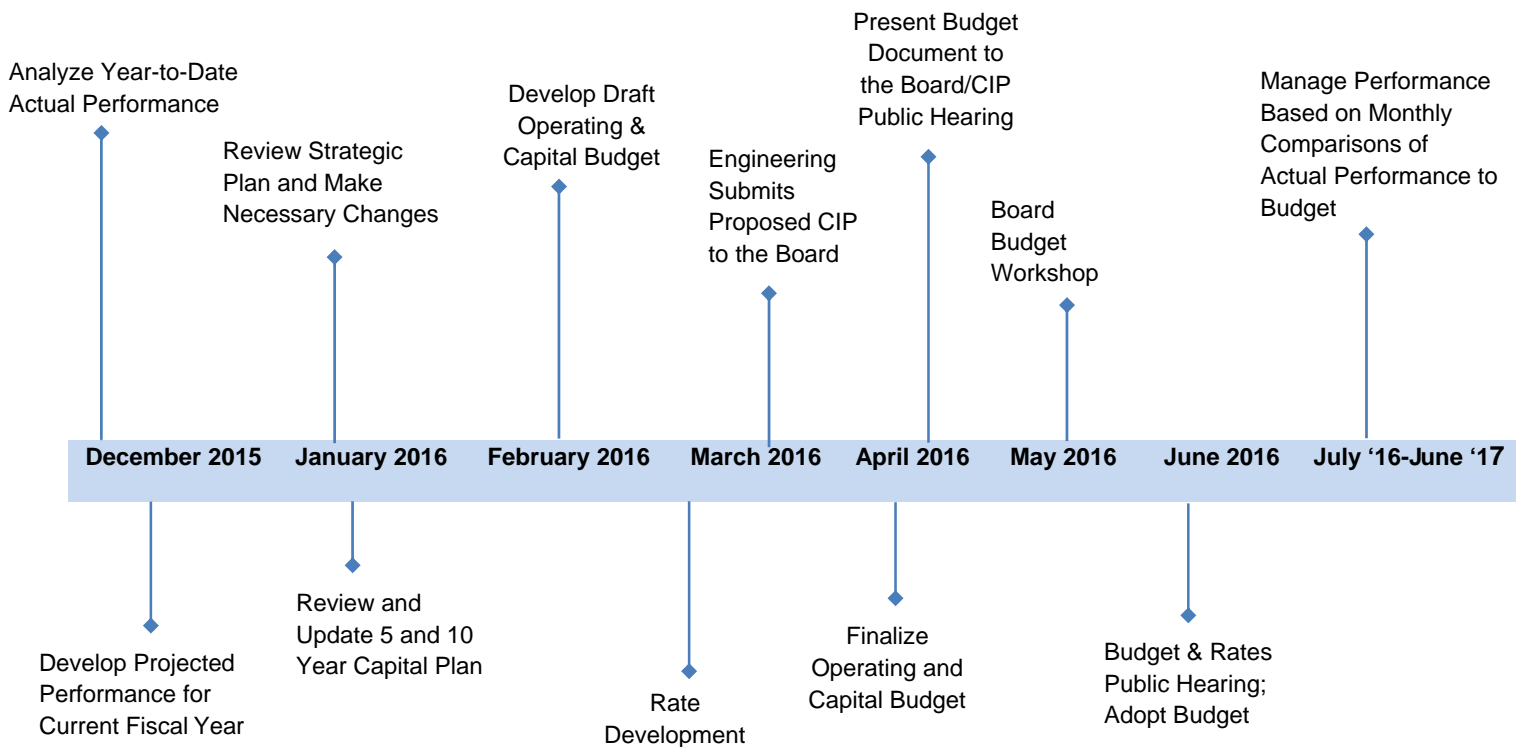 Analyze Year-to-Date
Actual Performance
Review Strategic
Plan and Make
Necessary Changes
Develop Draft
Operating &
Capital Budget
Engineering
Submits
Proposed CIP
to the Board
Present Budget
Document to
the Board/CIP
Public Hearing
Board
Budget
Workshop
Manage Performance
Based on Monthly
Comparisons of
Actual Performance to
Budget
December 2015 January 2016 February 2016 March 2016 April 2016 May 2016 June 2016 July ‘16-June ‘17
Develop Projected
Performance for
Current Fiscal Year
Review and
Update 5 and 10
Year Capital Plan
Rate
Development
Finalize
Operating and
Capital Budget
Budget & Rates
Public Hearing;
Adopt Budget